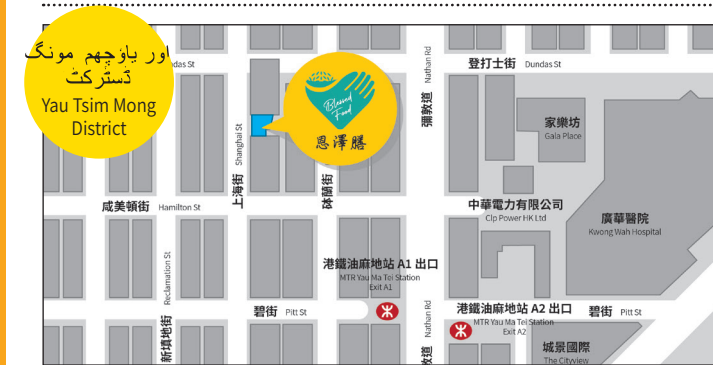 اور یاؤچھم مونگ
ڈسٹرکٹ
Yau Tsim Mong
District
das St
登打士街 Dundas St
Nathan Rd
彌敦道
Blessed
Food
恩澤膳
家樂坊
Gala Place
Shanghai St
上海街
砵蘭街
咸美頓街 Hamilton St
中華電力有限公司
Clp Power HK Ltd
廣華醫院
Kwong Wah Hospital
Reclamation St
新填地街
港鐵油麻地站 A1 出口
MTR Yau Ma Tei Station
Exit A1
碧街 Pitt St
Nathan Rd
敦道
港鐵油麻地站 A2 出口
MTR Yau Ma Tei Station
Exit A2
碧街 Pitt St
城景國際
The Cityview